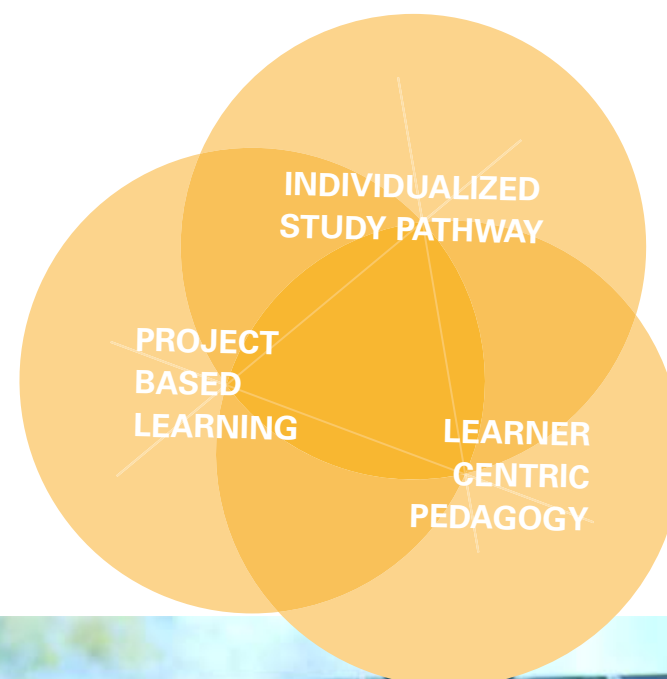 INDIVIDUALIZED
STUDY PATHWAY
PROJECT
BASED
LEARNING
LEARNER
CENTRIC
PEDAGOGY